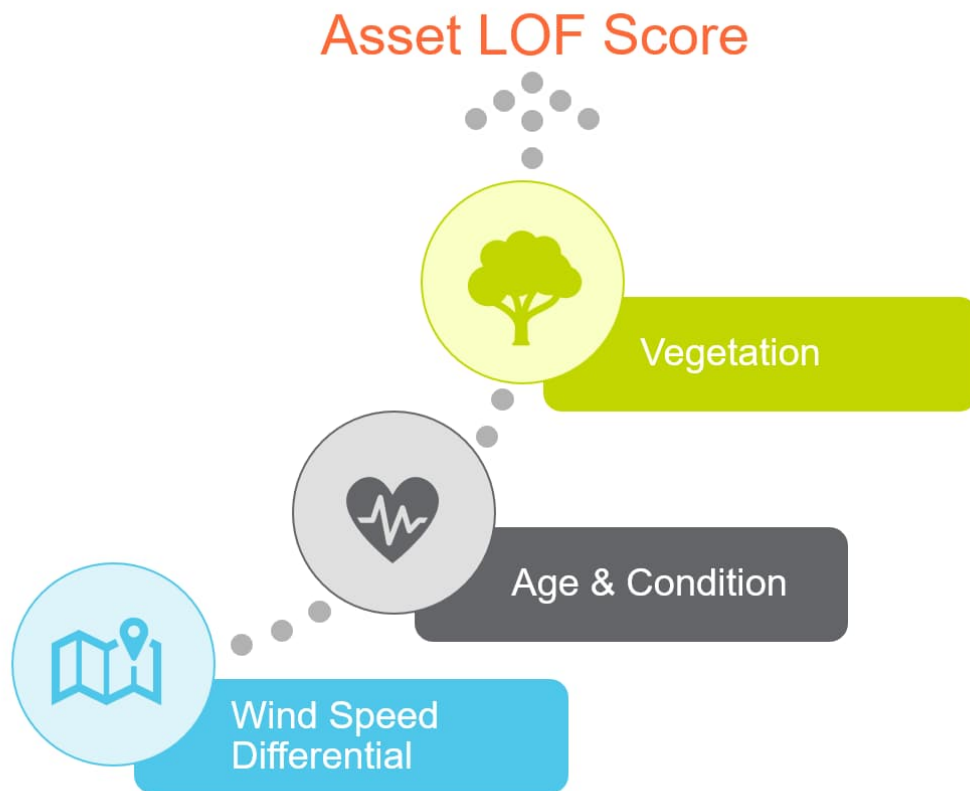 Asset LOF Score
Vegetation
Age & Condition
Wind Speed
Differential